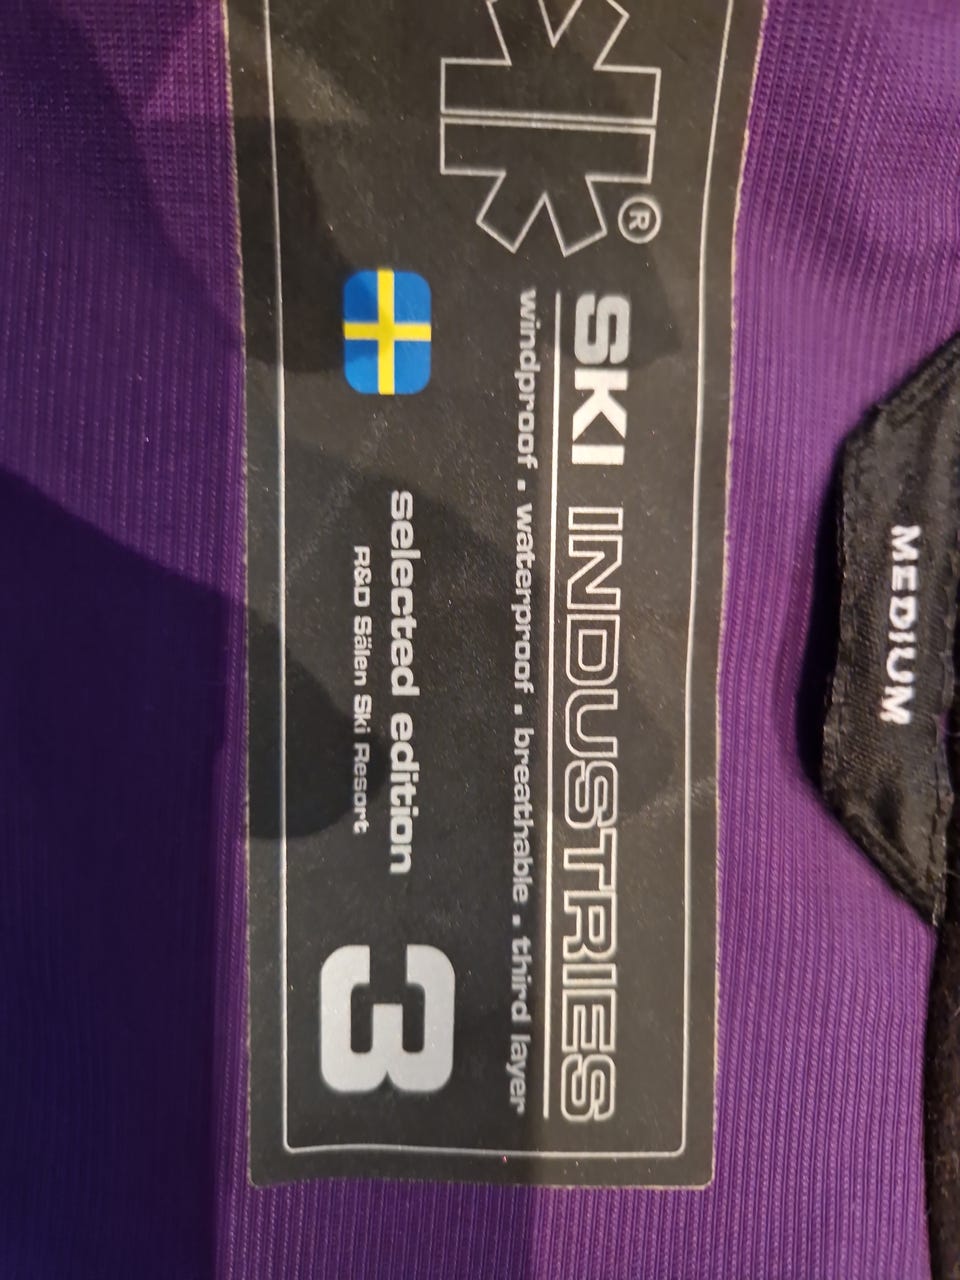 ®
SKI INDUSTRIES
windproof . waterproof . breathable . third layer
selected edition
R&D Sälen Ski Resort
3
MEDIUM